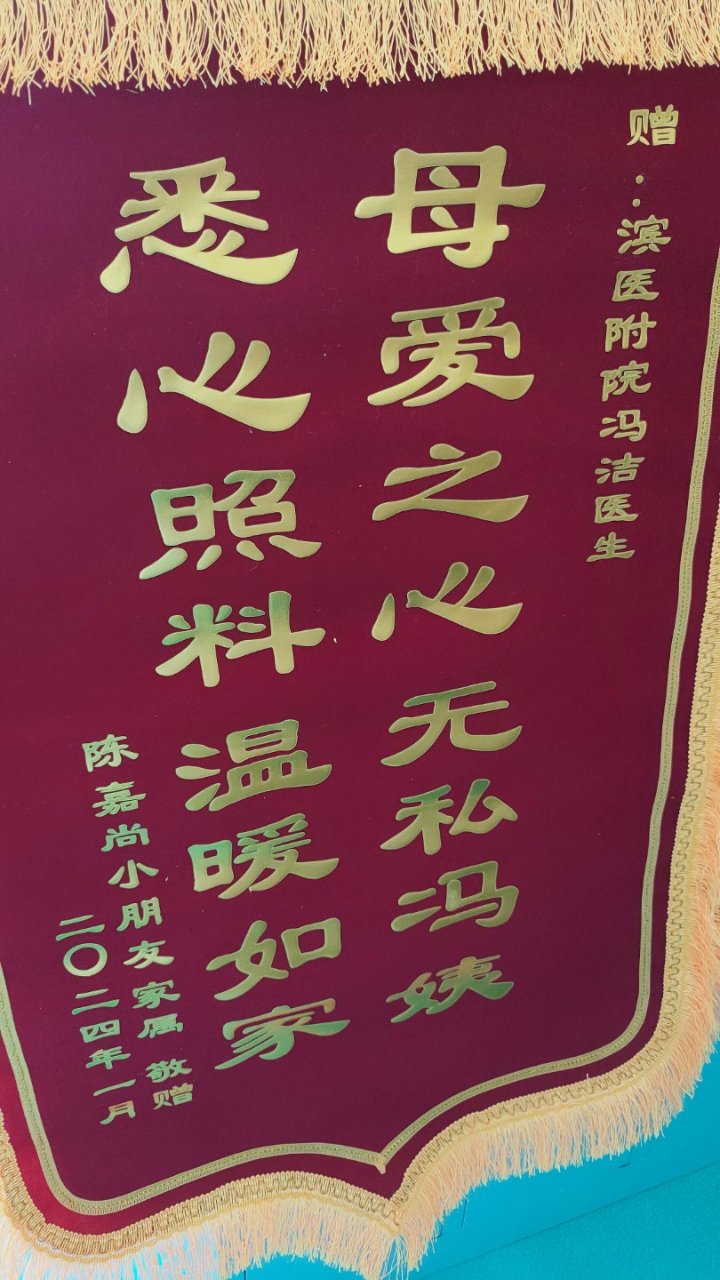 赠：滨医附院冯洁医生
母爱之心无私冯姨
悉心照料温暖如家
陈嘉尚小朋友家属 敬赠
二〇二四年一月